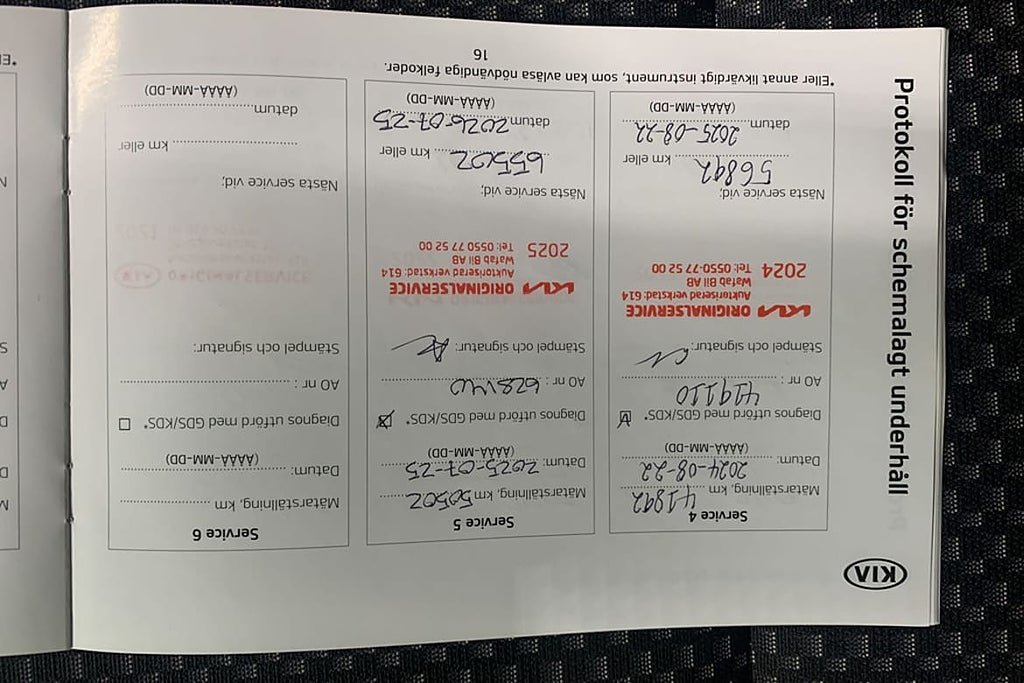 KIA
Protokoll för schemalagt underhåll
Service 4
Mätarställning, km 41892
Datum: 2024-08-22
(ÅÅÅÅ-MM-DD)
Diagnos utförd med GDS/KDS*
AO nr : 419110
Stämpel och signatur:
KIA ORIGINALSERVICE
Auktoriserad verkstad: 614
Wafab Bil AB
Tel: 0550-77 52 00
2024
Nästa service vid;
56892 km eller
datum 2025-08-22
(ÅÅÅÅ-MM-DD)
Service 5
Mätarställning, km 50502
Datum: 2025-07-25
(ÅÅÅÅ-MM-DD)
Diagnos utförd med GDS/KDS*
AO nr :
Stämpel och signatur:
KIA ORIGINALSERVICE
Auktoriserad verkstad: 614
Wafab Bil AB
Tel: 0550 77 52 00
2025
Nästa service vid;
65502 km eller
datum 2026-07-25
(ÅÅÅÅ-MM-DD)
Service 6
Mätarställning, km
Datum:
(ÅÅÅÅ-MM-DD)
Diagnos utförd med GDS/KDS*
AO nr :
Stämpel och signatur:
Nästa service vid;
km eller
datum
(ÅÅÅÅ-MM-DD)
*Eller annat likvärdigt instrument, som kan avläsa nödvändiga felkoder.
16